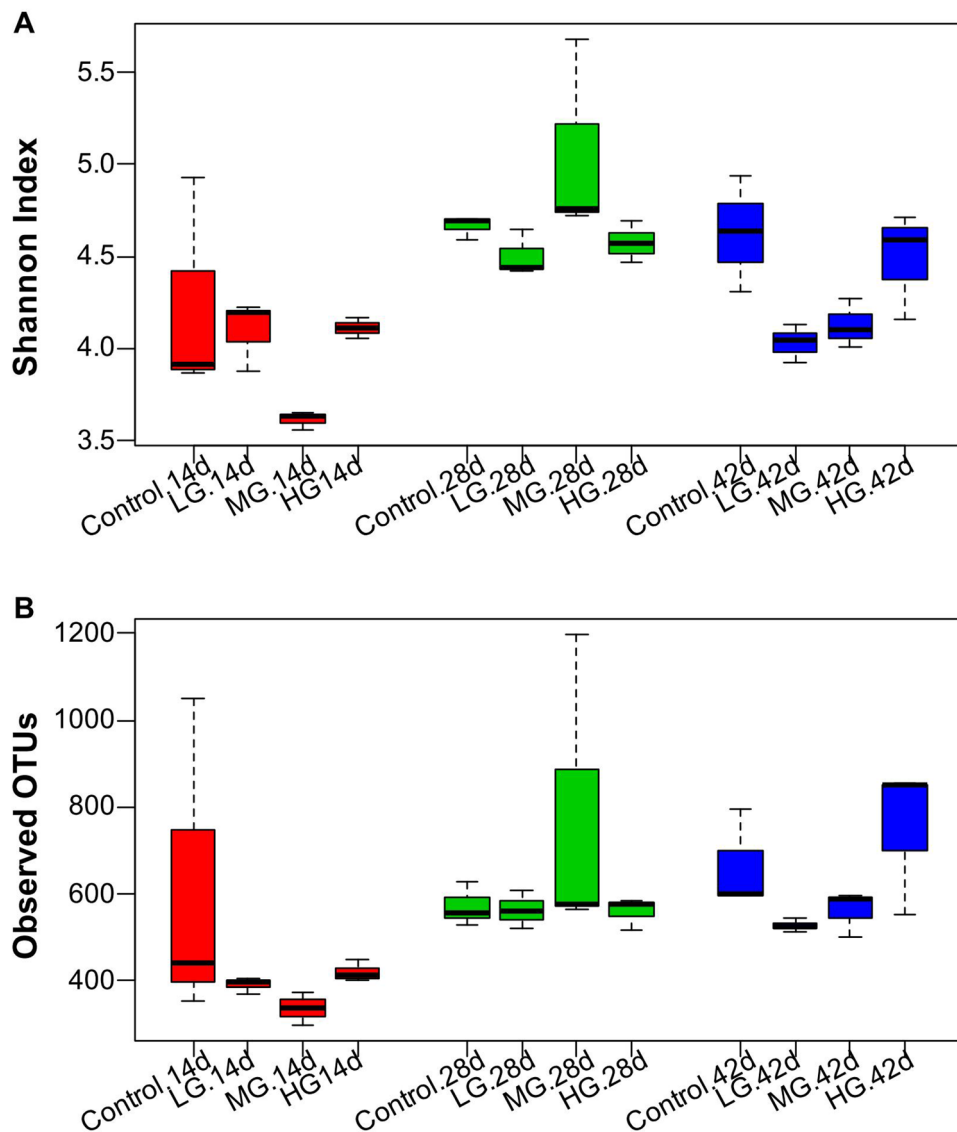 A
Shannon Index
5.5
5.0
4.5
4.0
3.5
Control.14d
LG.14d
MG.14d
HG14d
Control.28d
LG.28d
MG.28d
HG.28d
Control.42d
LG.42d
MG.42d
HG.42d
B
Observed OTUs
1200
1000
800
600
400
Control.14d
LG.14d
MG.14d
HG14d
Control.28d
LG.28d
MG.28d
HG.28d
Control.42d
LG.42d
MG.42d
HG.42d